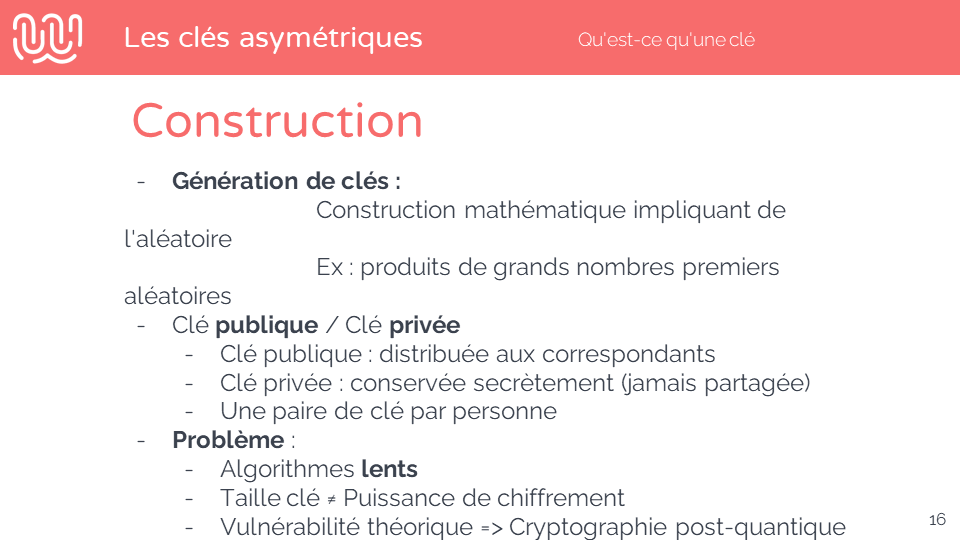 Les clés asymétriques
Qu'est-ce qu'une clé
Construction
- Génération de clés :
Construction mathématique impliquant de
l'aléatoire
Ex : produits de grands nombres premiers
aléatoires
- Clé publique / Clé privée
- Clé publique : distribuée aux correspondants
- Clé privée : conservée secrètement (jamais partagée)
- Une paire de clé par personne
- Problème :
- Algorithmes lents
- Taille clé ≠ Puissance de chiffrement
- Vulnérabilité théorique => Cryptographie post-quantique
16